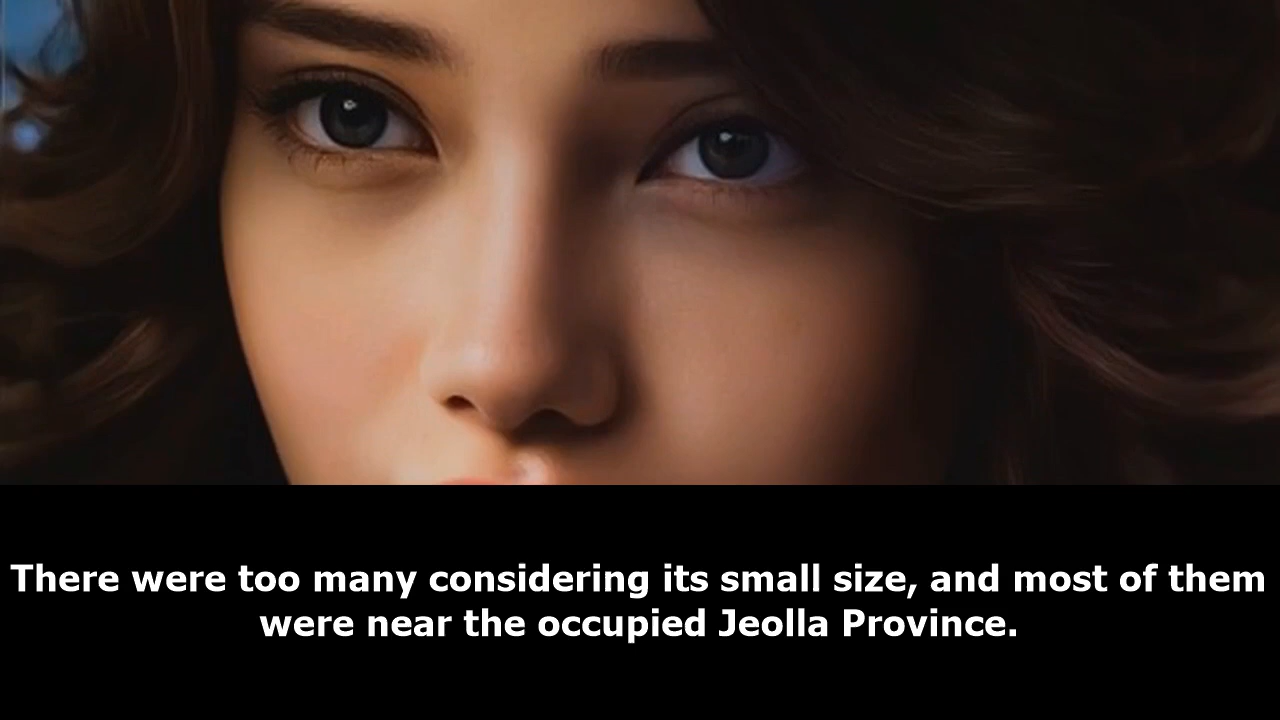 There were too many considering its small size, and most of them
were near the occupied Jeolla Province.